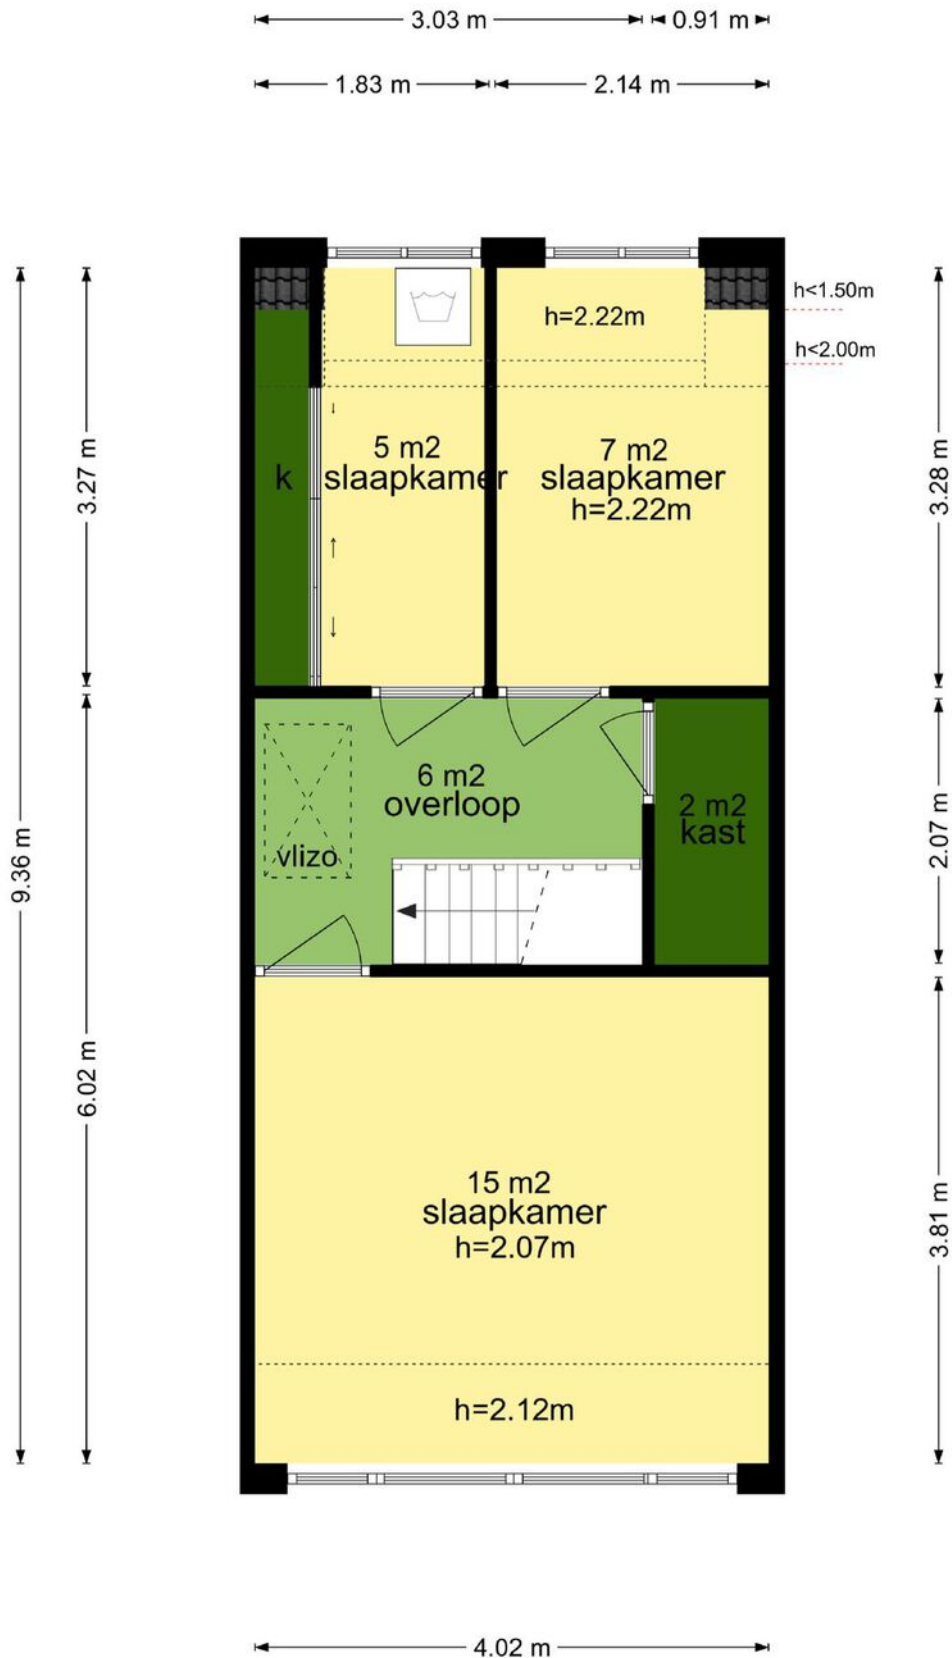 3.03 m
0.91 m
1.83 m
2.14 m
h<1.50m
h=2.22m
h<2.00m
5 m2
slaapkamer
k
7 m2
slaapkamer
h=2.22m
3.27 m
3.28 m
6 m2
overloop
2 m2
kast
vlizo
2.07 m
9.36 m
6.02 m
15 m2
slaapkamer
h=2.07m
3.81 m
h=2.12m
4.02 m